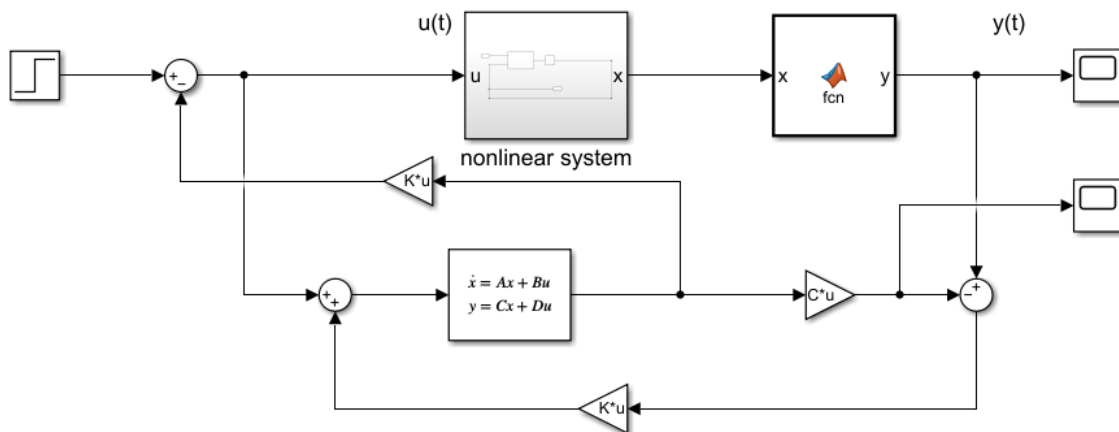 u(t)
y(t)
+
−
u
x
x
y
fcn
nonlinear system
K*u
+
+
ẋ = Ax + Bu
y = Cx + Du
C*u
−
+
K*u